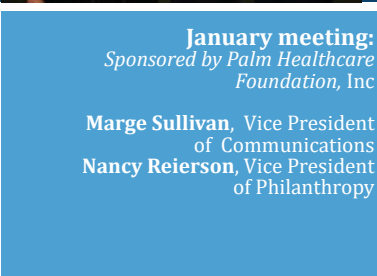 January meeting:
Sponsored by Palm Healthcare
Foundation, Inc
Marge Sullivan, Vice President
of Communications
Nancy Reierson, Vice President
of Philanthropy